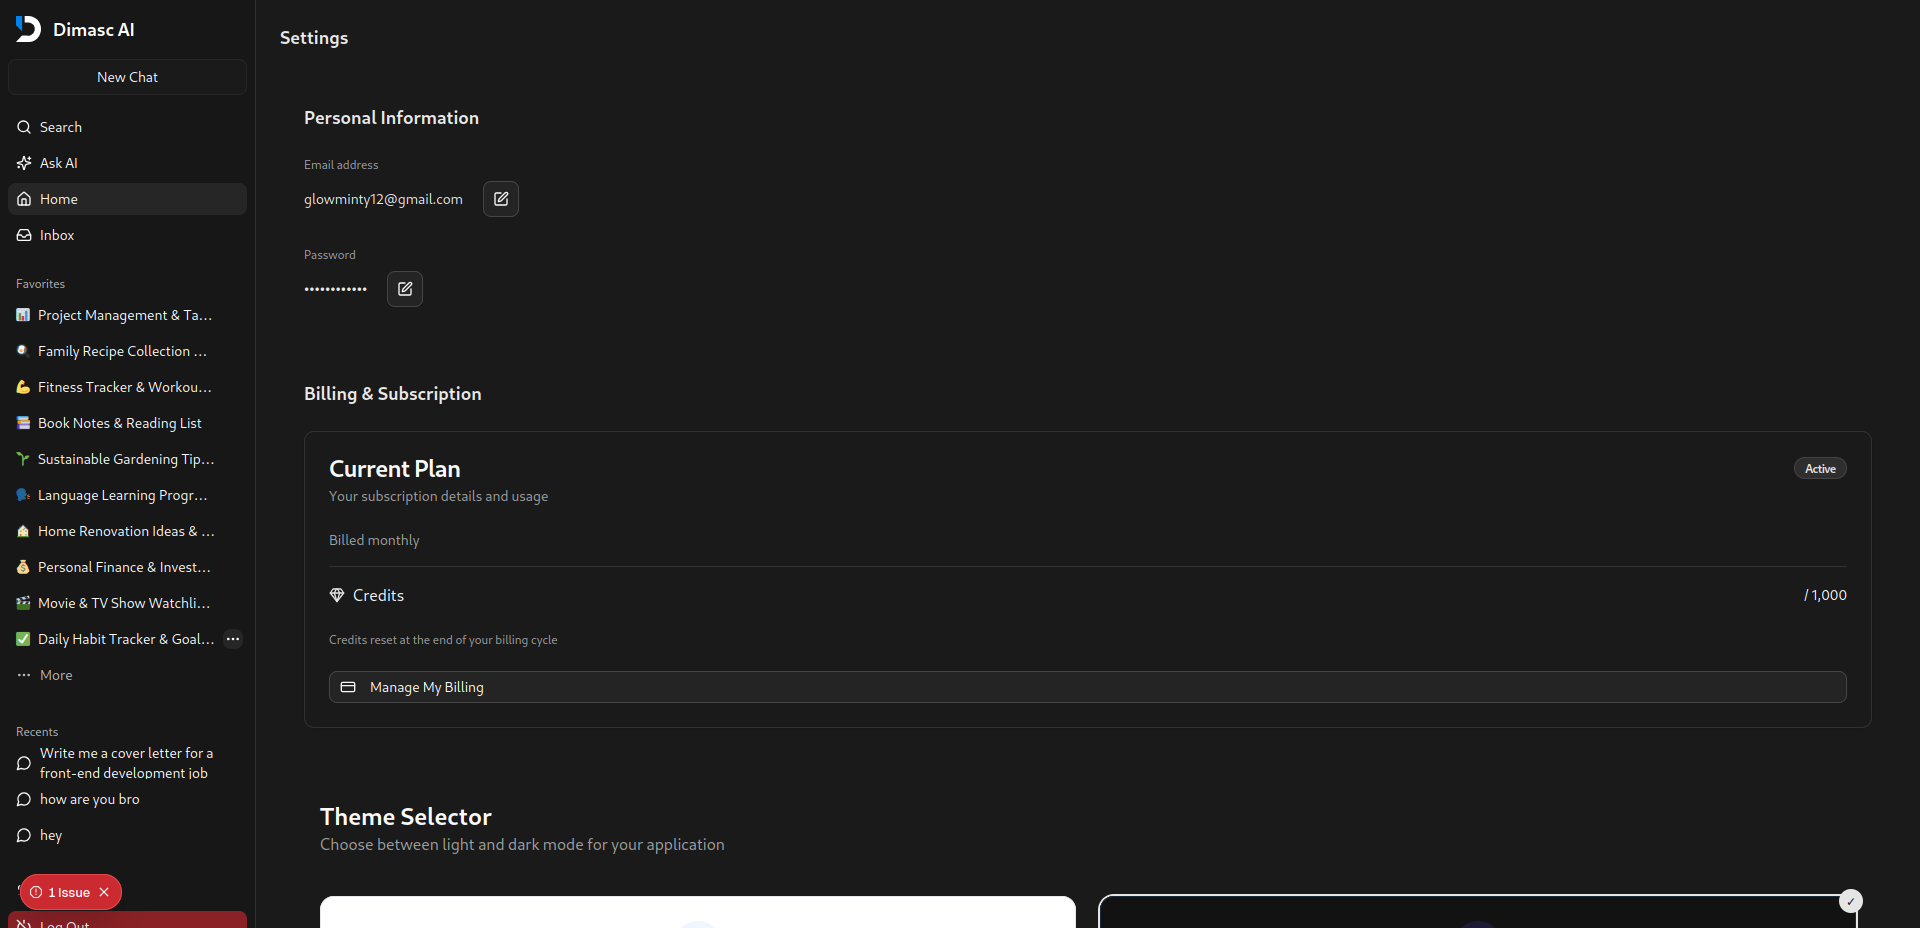 Dimasc AI
New Chat
Search
Ask AI
Home
Inbox
Favorites
Project Management & Ta...
Family Recipe Collection ...
Fitness Tracker & Workou...
Book Notes & Reading List
Sustainable Gardening Tip...
Language Learning Progr...
Home Renovation Ideas & ...
Personal Finance & Invest...
Movie & TV Show Watchli...
Daily Habit Tracker & Goal...
More
Recents
Write me a cover letter for a
front-end development job
how are you bro
hey
1 Issue
Log Out
Settings
Personal Information
Email address
glowminty12@gmail.com
Password
••••••••••••
Billing & Subscription
Current Plan
Active
Your subscription details and usage
Billed monthly
Credits
/ 1,000
Credits reset at the end of your billing cycle
Manage My Billing
Theme Selector
Choose between light and dark mode for your application